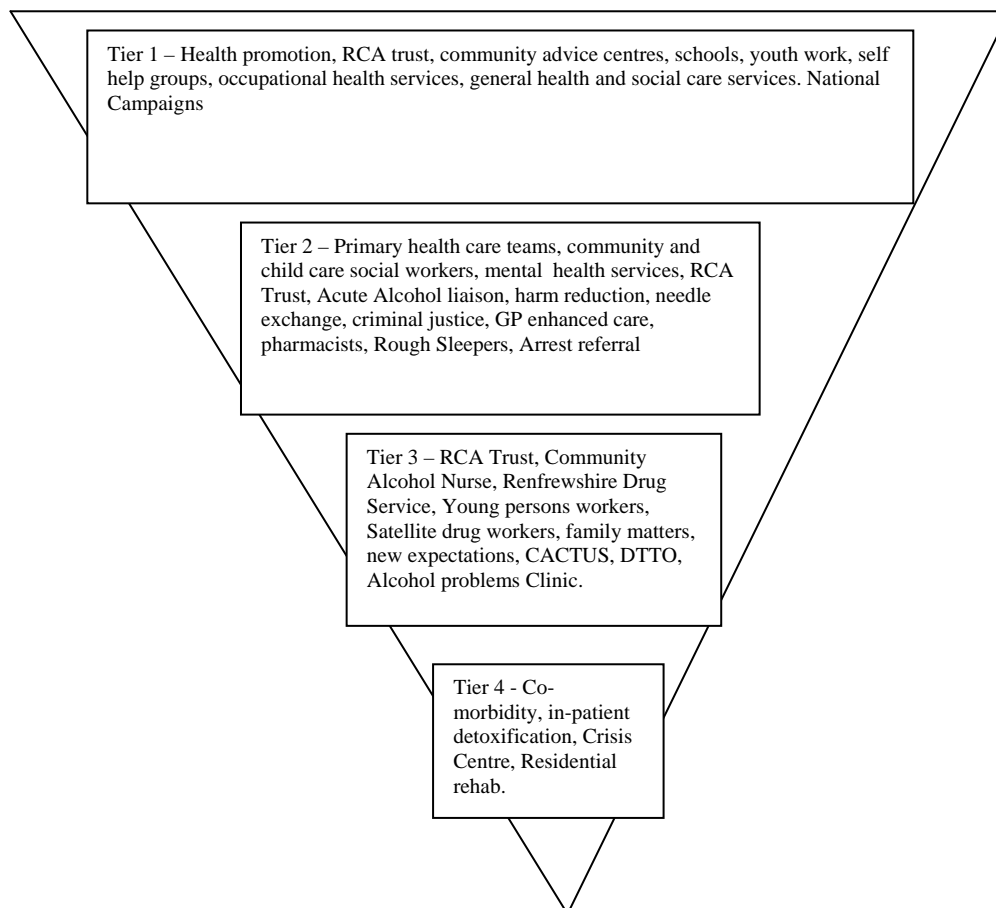 Tier 1 – Health promotion, RCA trust, community advice centres, schools, youth work, self
help groups, occupational health services, general health and social care services. National
Campaigns
Tier 2 – Primary health care teams, community and
child care social workers, mental  health services, RCA
Trust, Acute Alcohol liaison, harm reduction, needle
exchange, criminal justice, GP enhanced care,
pharmacists, Rough Sleepers, Arrest referral
Tier 3 – RCA Trust, Community
Alcohol Nurse, Renfrewshire Drug
Service, Young persons workers,
Satellite drug workers, family matters,
new expectations, CACTUS, DTTO,
Alcohol problems Clinic.
Tier 4 - Co-
morbidity, in-patient
detoxification, Crisis
Centre, Residential
rehab.